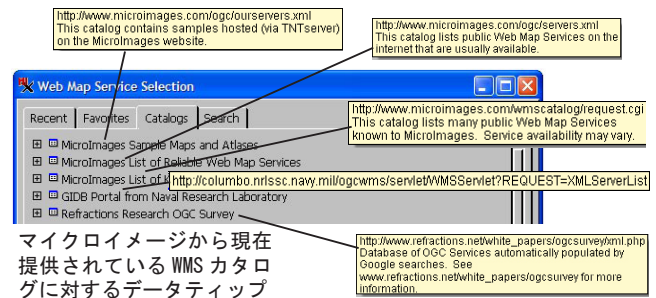 http://www.microimages.com/ogc/ourservers.xml
This catalog contains samples hosted (via TNTserver)
on the MicroImages website.
http://www.microimages.com/ogc/servers.xml
This catalog lists public Web Map Services on the
internet that are usually available.
Web Map Service Selection
Recent Favorites Catalogs Search
http://www.microimages.com/wmscatalog/request.cgi
This catalog lists many public Web Map Services
known to MicroImages. Service availability may vary.
MicroImages Sample Maps and Atlases
MicroImages List of Reliable Web Map Services
MicroImages List of
http://columbo.nrlssc.navy.mil/ogcwms/servlet/WMSServlet?REQUEST=XMLServerList
GIDB Portal from Naval Research Laboratory
Refractions Research OGC Survey
マイクロイメージから現在
提供されている WMS カタロ
グに対するデータティップ
http://www.refractions.net/white_papers/ogcsurvey/xml.php
Database of OGC Services automatically populated by
Google searches. See
www.refractions.net/white_papers/ogcsurvey for more
information.